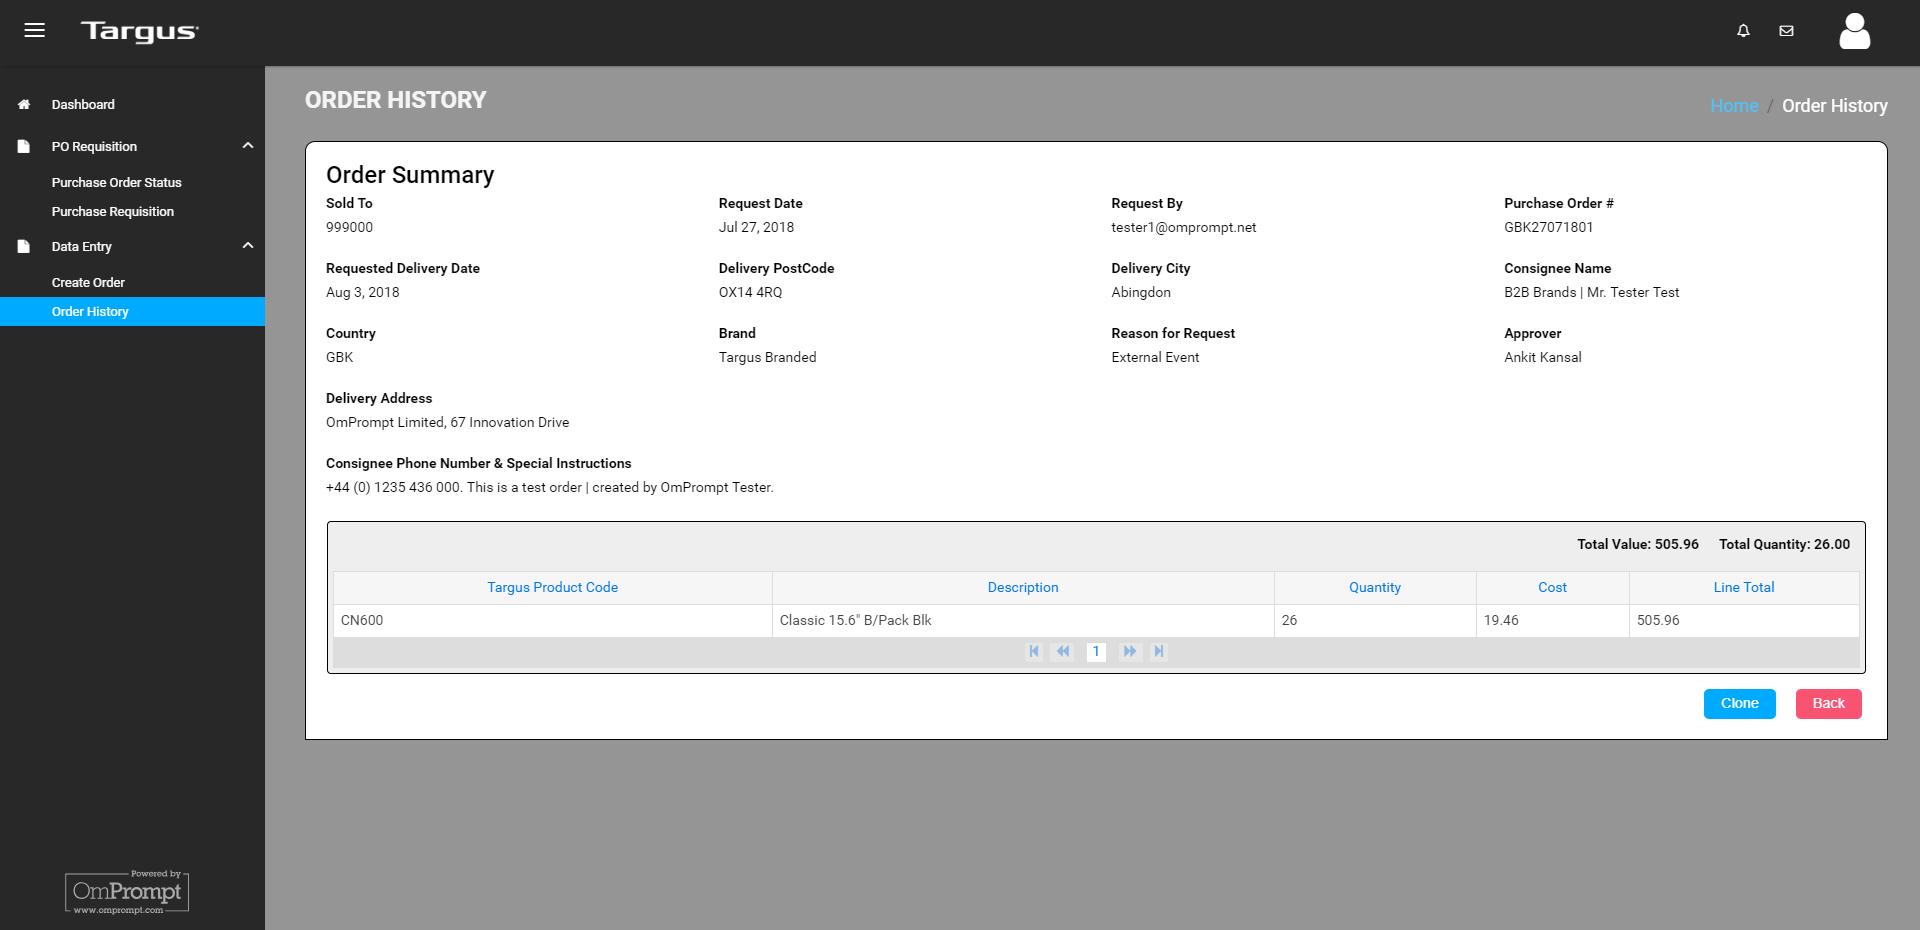 Targus
Dashboard
PO Requisition
Purchase Order Status
Purchase Requisition
Data Entry
Create Order
Order History
Powered by
OmPrompt
www.omprompt.com
ORDER HISTORY
Home / Order History
Order Summary
Sold To Request Date Request By Purchase Order #
999000 Jul 27, 2018 tester1@omprompt.net GBK27071801
Requested Delivery Date Delivery PostCode Delivery City Consignee Name
Aug 3, 2018 OX14 4RQ Abingdon B2B Brands | Mr. Tester Test
Country Brand Reason for Request Approver
GBK Targus Branded External Event Ankit Kansal
Delivery Address
OmPrompt Limited, 67 Innovation Drive
Consignee Phone Number & Special Instructions
+44 (0) 1235 436 000. This is a test order | created by OmPrompt Tester.
Total Value: 505.96 Total Quantity: 26.00
Targus Product Code Description Quantity Cost Line Total
CN600 Classic 15.6" B/Pack Blk 26 19.46 505.96
1
Clone Back